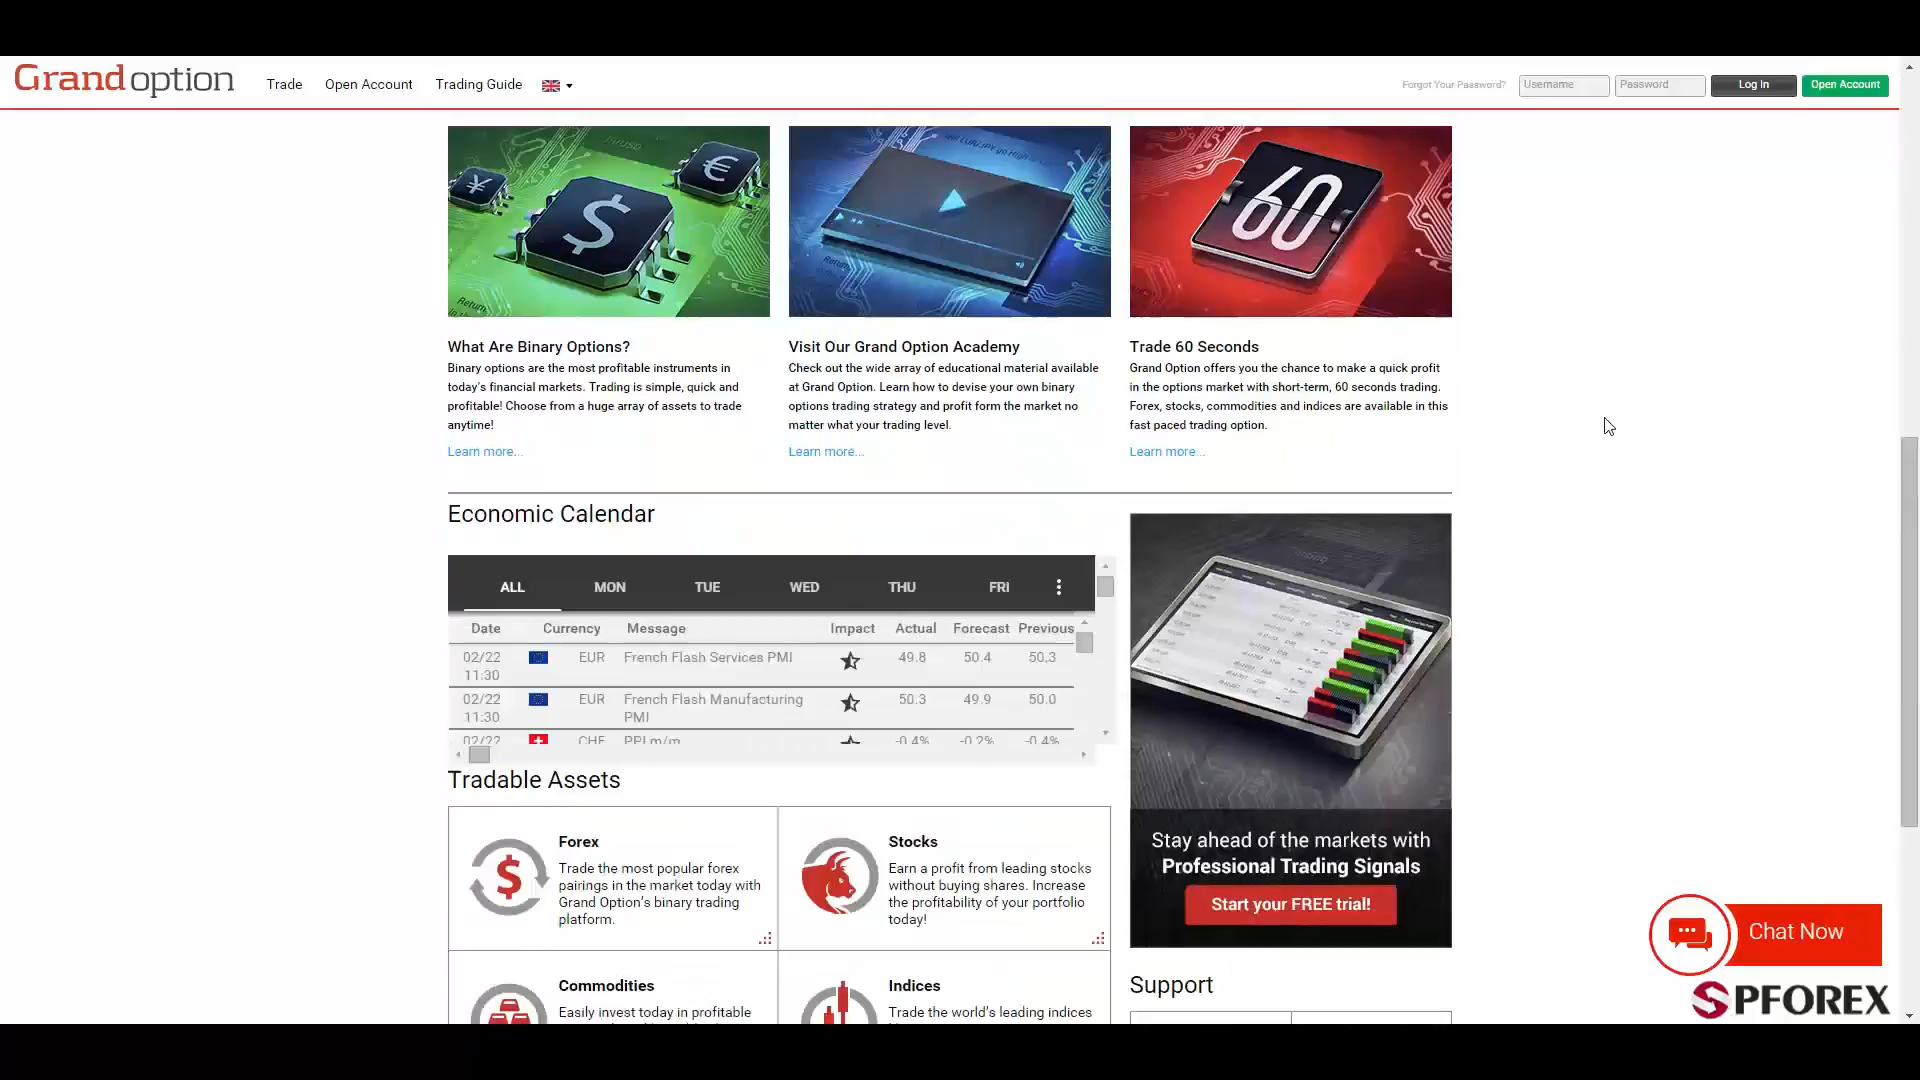 Grandoption
Trade
Open Account
Trading Guide
Forgot Your Password?
Username
Password
Log In
Open Account
$
€
¥
60
What Are Binary Options?
Binary options are the most profitable instruments in
today's financial markets. Trading is simple, quick and
profitable! Choose from a huge array of assets to trade
anytime!
Learn more...
Visit Our Grand Option Academy
Check out the wide array of educational material available
at Grand Option. Learn how to devise your own binary
options trading strategy and profit form the market no
matter what your trading level.
Learn more...
Trade 60 Seconds
Grand Option offers you the chance to make a quick profit
in the options market with short-term, 60 seconds trading.
Forex, stocks, commodities and indices are available in this
fast paced trading option.
Learn more...
Economic Calendar
ALL MON TUE WED THU FRI
Date Currency Message Impact Actual Forecast Previous
02/22 EUR French Flash Services PMI 49.8 50.4 50.3
11:30
02/22 EUR French Flash Manufacturing 50.3 49.9 50.0
11:30 PMI
02/22 CHF PPI m/m -0.4% -0.2% -0.4%
Stay ahead of the markets with
Professional Trading Signals
Start your FREE trial!
Tradable Assets
Forex
Trade the most popular forex
pairings in the market today with
Grand Option's binary trading
platform.
Stocks
Earn a profit from leading stocks
without buying shares. Increase
the profitability of your portfolio
today!
Commodities
Easily invest today in profitable
Indices
Trade the world's leading indices
Support
Chat Now
SPFOREX